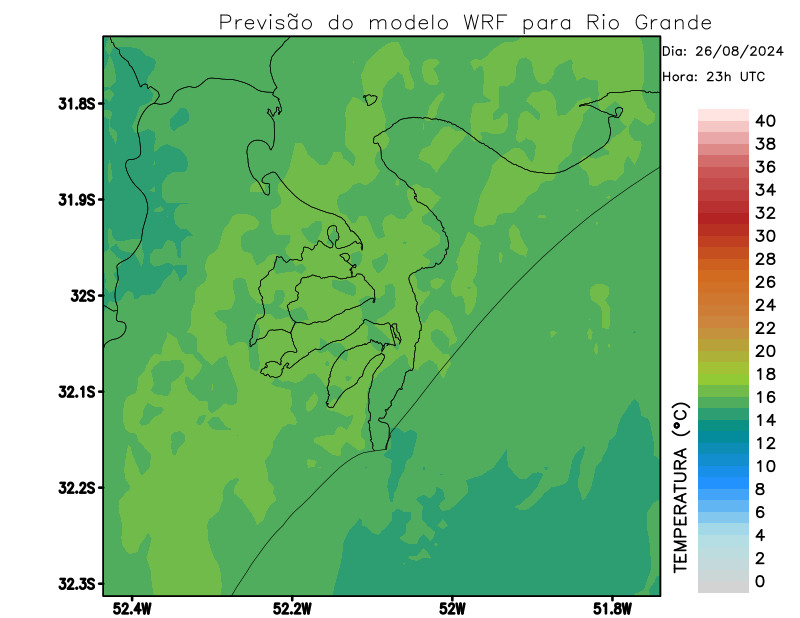 Previsão do modelo WRF para Rio Grande
Dia: 26/08/2024
Hora: 23h UTC
31.8S
31.9S
32S
32.1S
32.2S
32.3S
52.4W
52.2W
52W
51.8W
TEMPERATURA (°C)
40
38
36
34
32
30
28
26
24
22
20
18
16
14
12
10
8
6
4
2
0